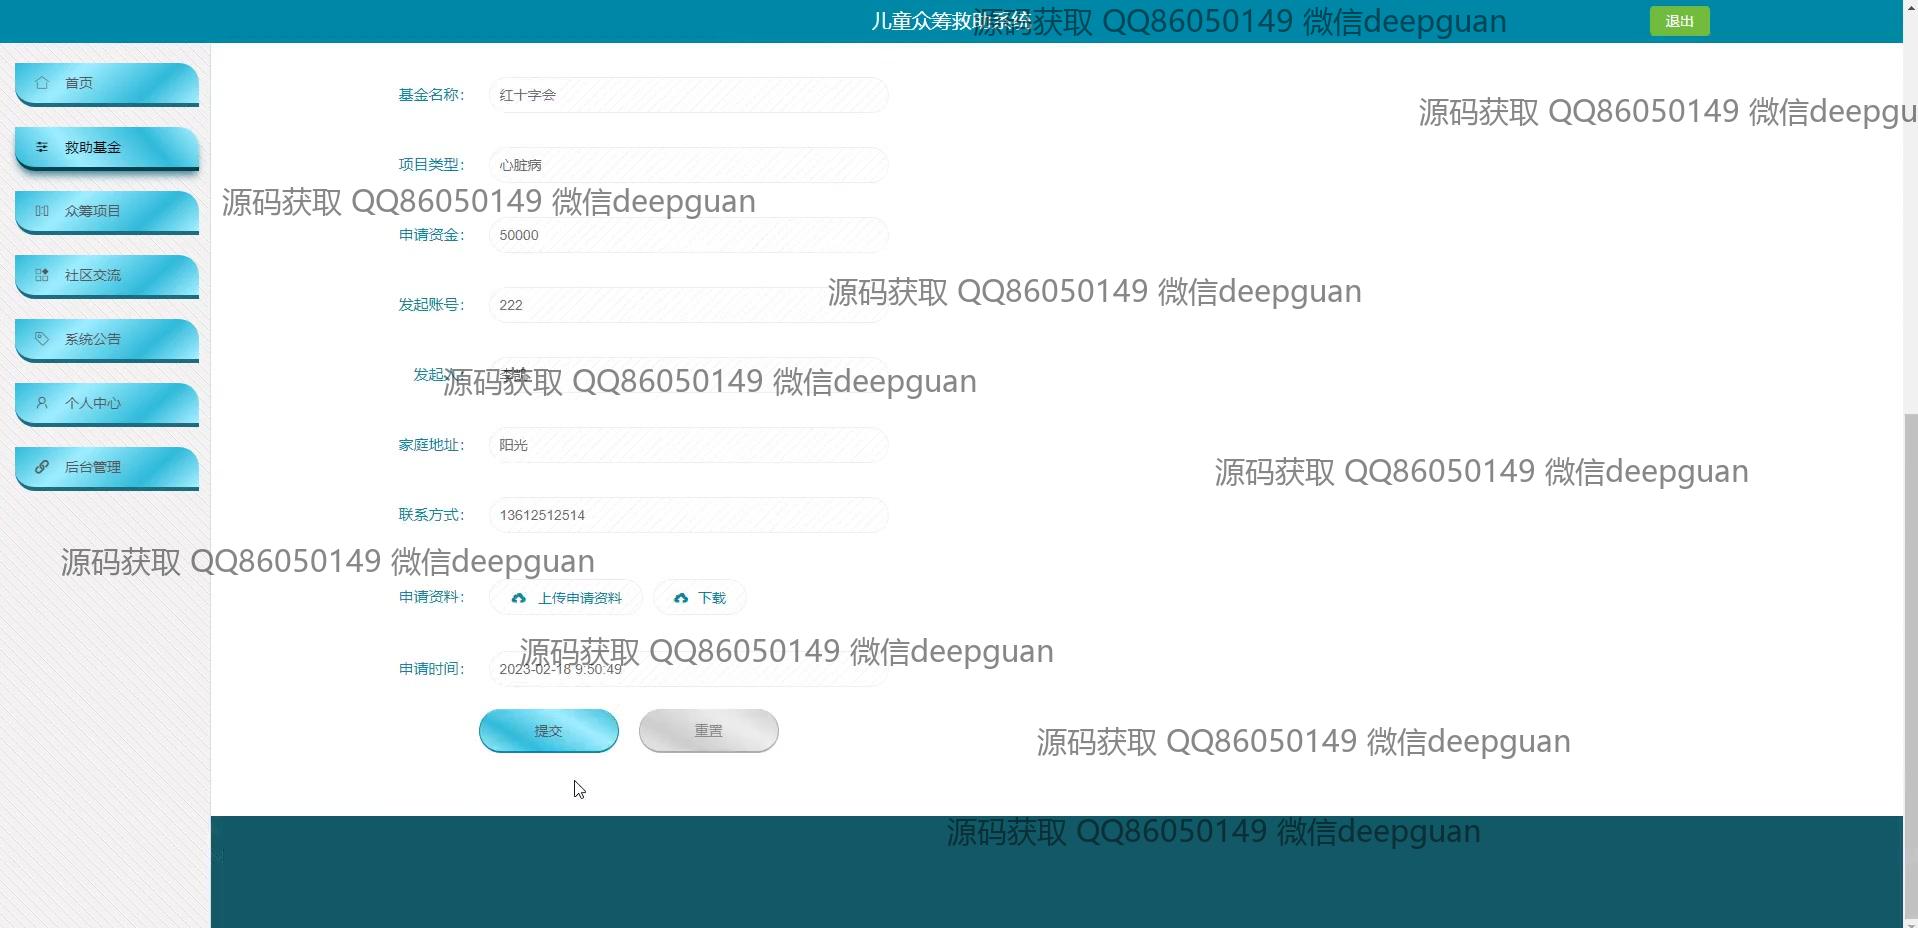 儿童众筹救助系统
源码获取 QQ86050149 微信deepguan
退出
首页
救助基金
众筹项目
社区交流
系统公告
个人中心
后台管理
基金名称： 红十字会
源码获取 QQ86050149 微信deepgu
项目类型： 心脏病
源码获取 QQ86050149 微信deepguan
申请资金： 50000
源码获取 QQ86050149 微信deepguan
发起账号： 222
发起人
源码获取 QQ86050149 微信deepguan
家庭地址： 阳光
源码获取 QQ86050149 微信deepguan
联系方式： 13612512514
源码获取 QQ86050149 微信deepguan
申请资料： 上传申请资料 下载
源码获取 QQ86050149 微信deepguan
申请时间： 2023-02-18 9:50:49
提交 重置
源码获取 QQ86050149 微信deepguan
源码获取 QQ86050149 微信deepguan